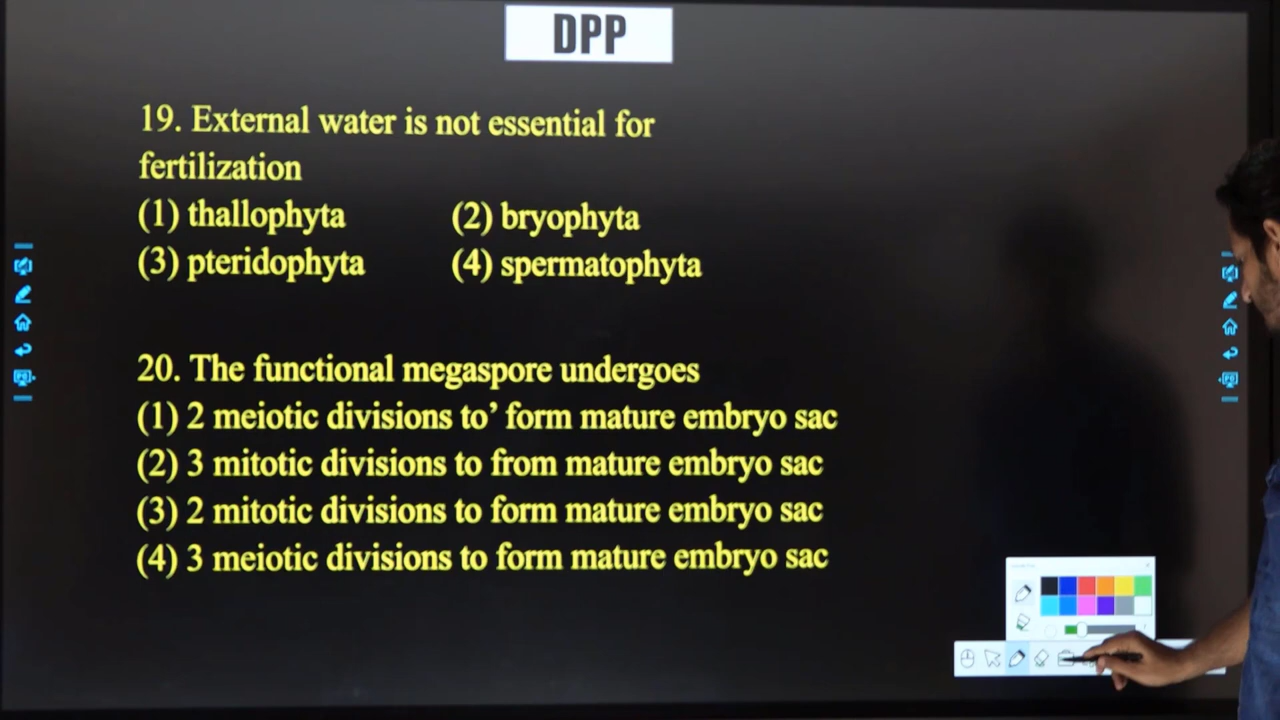 DPP
19. External water is not essential for
fertilization
(1) thallophyta (2) bryophyta
(3) pteridophyta (4) spermatophyta
20. The functional megaspore undergoes
(1) 2 meiotic divisions to’ form mature embryo sac
(2) 3 mitotic divisions to from mature embryo sac
(3) 2 mitotic divisions to form mature embryo sac
(4) 3 meiotic divisions to form mature embryo sac